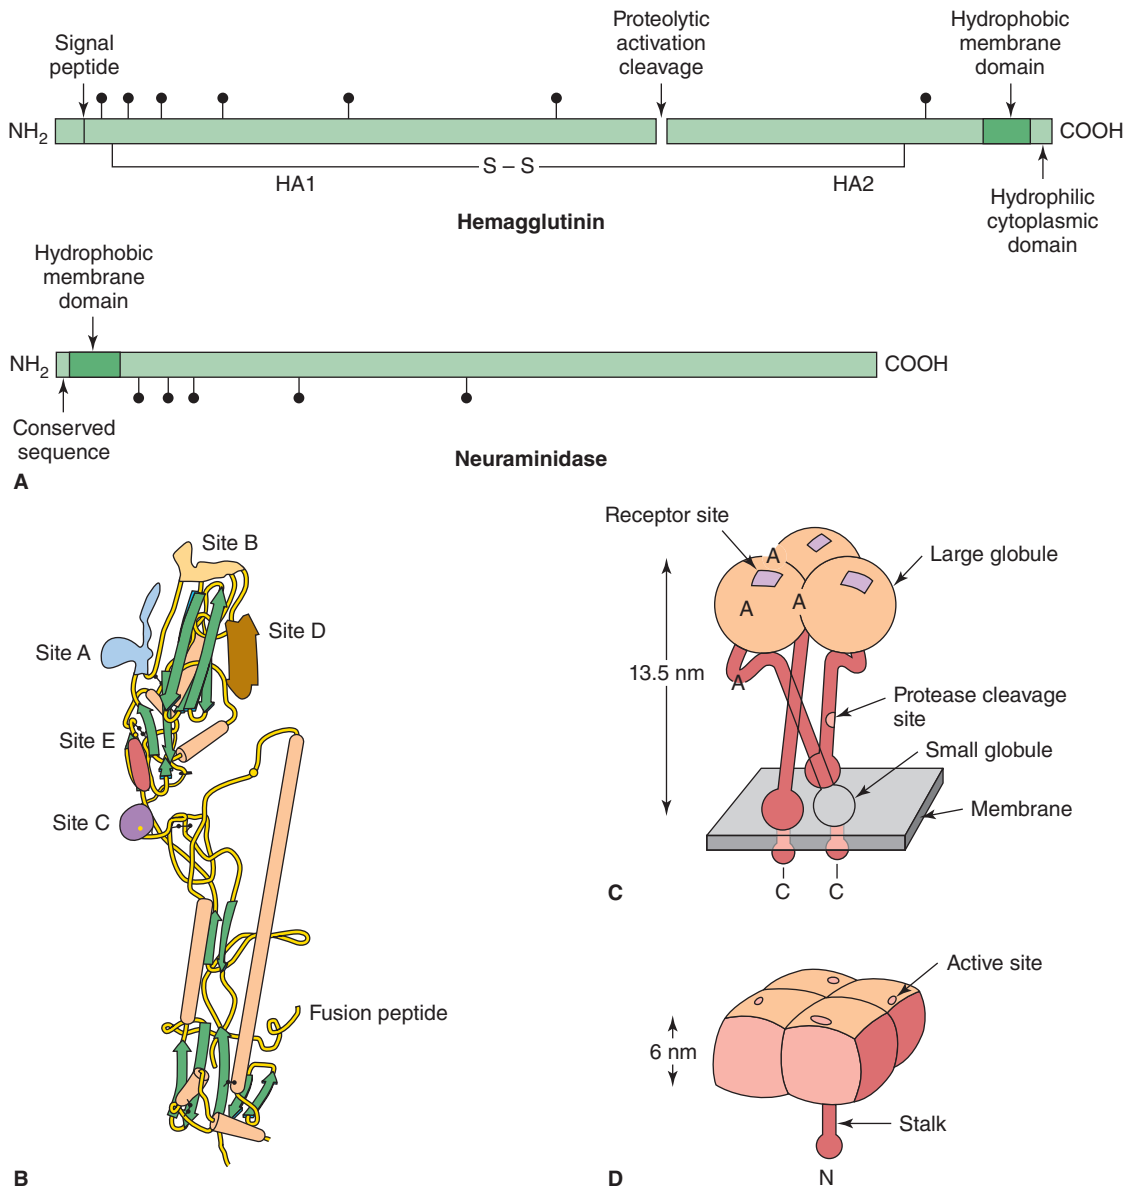 Signal
peptide
Proteolytic
activation
cleavage
Hydrophobic
membrane
domain
NH2
COOH
S – S
HA1
HA2
Hydrophilic
cytoplasmic
domain
Hemagglutinin
Hydrophobic
membrane
domain
NH2
COOH
Conserved
sequence
Neuraminidase
A
Site B
Site A
Site D
Site E
Site C
Fusion peptide
B
Receptor site
A
Large globule
A
A
13.5 nm
A
Protease cleavage
site
Small globule
Membrane
C
C
C
Active site
6 nm
Stalk
N
D